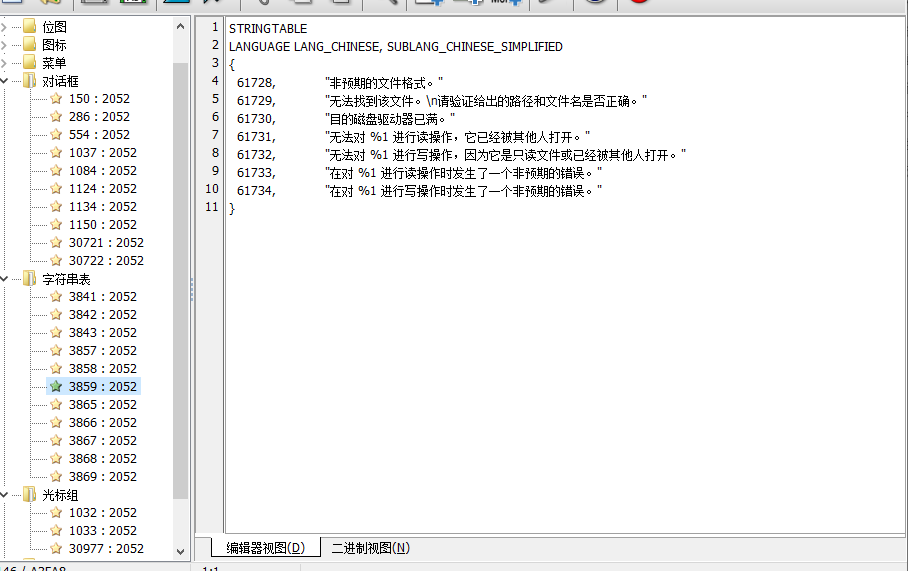 位图
图标
菜单
对话框
150 : 2052
286 : 2052
554 : 2052
1037 : 2052
1084 : 2052
1124 : 2052
1134 : 2052
1150 : 2052
30721 : 2052
30722 : 2052
字符串表
3841 : 2052
3842 : 2052
3843 : 2052
3857 : 2052
3858 : 2052
3859 : 2052
3865 : 2052
3866 : 2052
3867 : 2052
3868 : 2052
3869 : 2052
光标组
1032 : 2052
1033 : 2052
30977 : 2052
1 STRINGTABLE
2 LANGUAGE LANG_CHINESE, SUBLANG_CHINESE_SIMPLIFIED
3 {
4 61728, "非预期的文件格式。"
5 61729, "无法找到该文件。\n请验证给出的路径和文件名是否正确。"
6 61730, "目的磁盘驱动器已满。"
7 61731, "无法对 %1 进行读操作，它已经被其他人打开。"
8 61732, "无法对 %1 进行写操作，因为它是只读文件或已经被其他人打开。"
9 61733, "在对 %1 进行读操作时发生了一个非预期的错误。"
10 61734, "在对 %1 进行写操作时发生了一个非预期的错误。"
11 }
编辑器视图(D) 二进制视图(N)